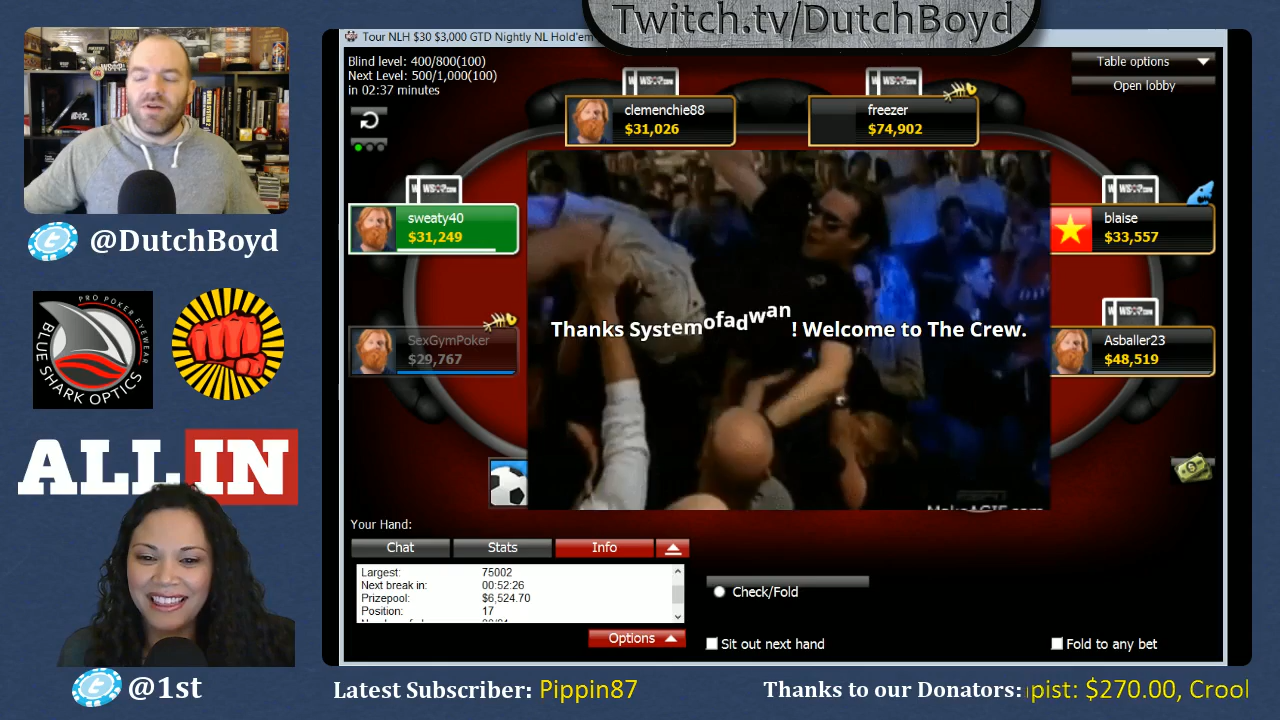 Twitch.tv/DutchBoyd
Tour NLH $30 $3,000 GTD Nightly NL Hold'em
Blind level: 400/800(100)
Next Level: 500/1,000(100)
in 02:37 minutes
Table options
Open lobby
clemenchie88
$31,026
freezer
$74,902
sweaty40
$31,249
blaise
$33,557
SexGymPoker
$29,767
Asballer23
$48,519
Thanks Systemofadwan! Welcome to The Crew.
@DutchBoyd
PRO POKER EYEWEAR
BLUE SHARK OPTICS
ALL IN
@1st
Your Hand:
Chat
Stats
Info
Largest: 75002
Next break in: 00:52:26
Prizepool: $6,524.70
Position: 17
Options
Check/Fold
Sit out next hand
Fold to any bet
Latest Subscriber: Pippin87
Thanks to our Donators: pist: $270.00, Crool